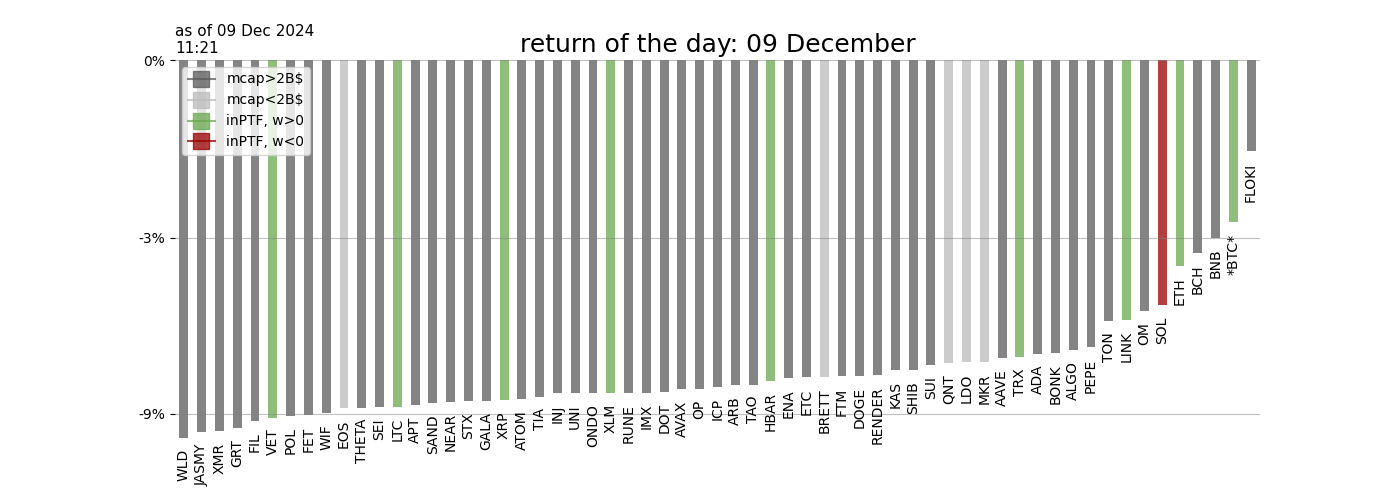 as of 09 Dec 2024
11:21
return of the day: 09 December
0%
-3%
-9%
mcap>2B$
mcap<2B$
inPTF, w>0
inPTF, w<0
WLD
JASMY
XMR
GRT
FIL
VET
POL
FET
WIF
EOS
THETA
SEI
LTC
APT
SAND
NEAR
STX
GALA
XRP
ATOM
TIA
INJ
UNI
ONDO
XLM
RUNE
IMX
DOT
AVAX
OP
ICP
ARB
TAO
HBAR
ENA
ETC
BRETT
FTM
DOGE
RENDER
KAS
SHIB
SUI
QNT
LDO
MKR
AAVE
TRX
ADA
BONK
ALGO
PEPE
TON
LINK
OM
SOL
ETH
BCH
BNB
*BTC*
FLOKI